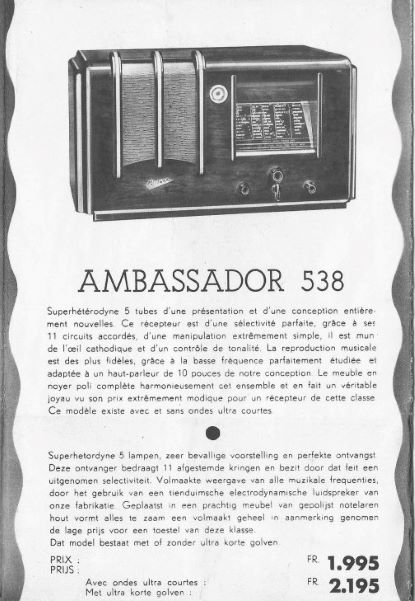 AMBASSADOR 538
Superhétérodyne 5 tubes d'une présentation et d'une conception entière-
ment nouvelles. Ce récepteur est d'une sélectivité parfaite, grâce à ses
11 circuits accordés, d'une manipulation extrêmement simple, il est muni
de l'œil cathodique et d'un contrôle de tonalité. La reproduction musicale
est des plus fidèles, grâce à la basse fréquence parfaitement étudiée et
adaptée à un haut-parleur de 10 pouces de notre conception. Le meuble en
noyer poli complète harmonieusement cet ensemble et en fait un véritable
joyau vu son prix extrêmement modique pour un récepteur de cette classe.
Ce modèle existe avec et sans ondes ultra courtes.
Superhetordyne 5 lampen, zeer bevallige voorstelling en perfekte ontvangst.
Deze ontvanger bedraagt 11 afgestemde kringen en bezit door dat feit een
uitgenomen selectiviteit. Volmaakte weergave van alle muzikale frequenties,
door het gebruik van een tienduimsche electrodynamische luidspreker van
onze fabrikatie. Geplaatst in een prachtig meubel van gepolijst notelaren
hout vormt alles te zaam een volmaakt geheel in aanmerking genomen
de lage prijs voor een toestel van deze klasse.
Dat model bestaat met of zonder ultra korte golven.
PRIX : FR. 1.995
PRIJS :
Avec ondes ultra courtes : FR. 2.195
Met ultra korte golven :